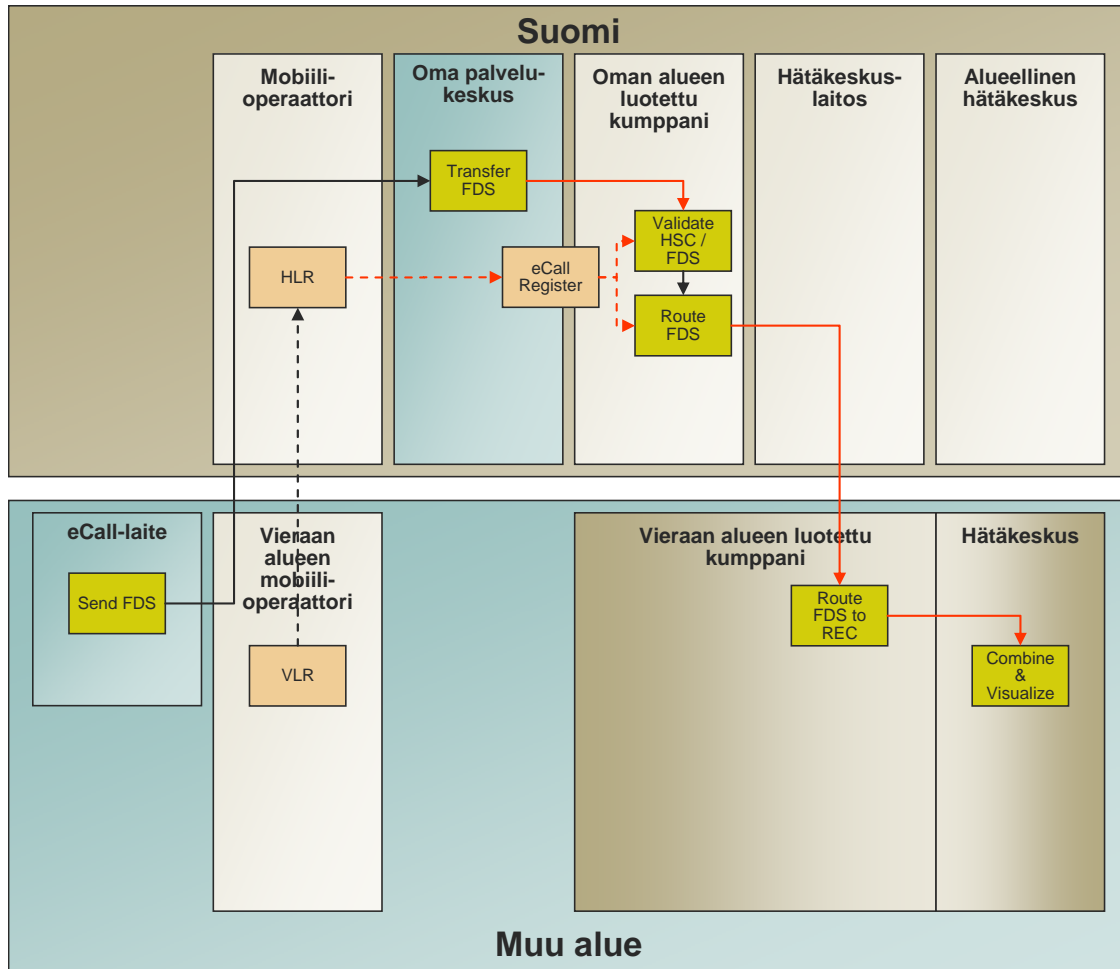 Suomi
Mobiili-
operaattori
Oma palvelu-
keskus
Oman alueen
luotettu
kumppani
Hätäkeskus-
laitos
Alueellinen
hätäkeskus
Transfer
FDS
Validate
HSC /
FDS
HLR
eCall
Register
Route
FDS
eCall-laite
Vieraan
alueen
mobiili-
operaattori
Vieraan alueen luotettu
kumppani
Hätäkeskus
Send FDS
Route
FDS to
REC
VLR
Combine
&
Visualize
Muu alue